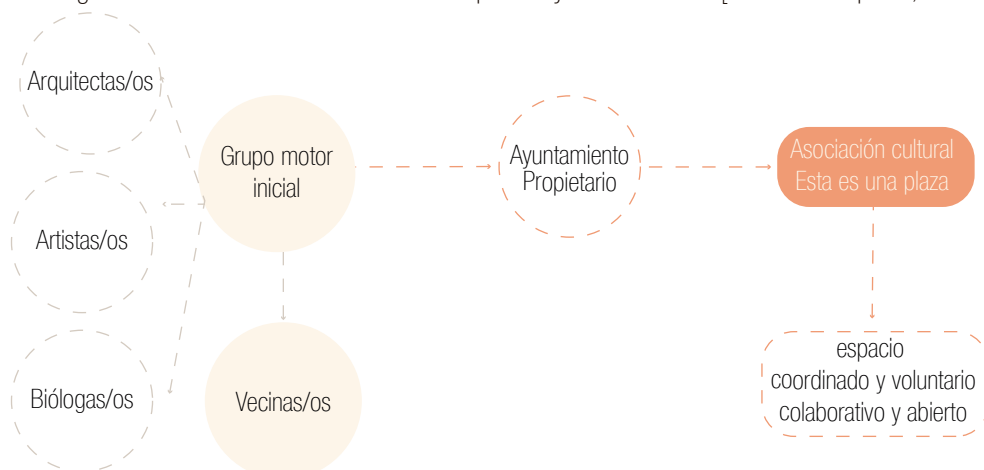 Arquitectas/os
Grupo motor
inicial
Ayuntamiento
Propietario
Asociación cultural
Esta es una plaza
Artistas/os
Biólogas/os
Vecinas/os
espacio
coordinado y voluntario
colaborativo y abierto